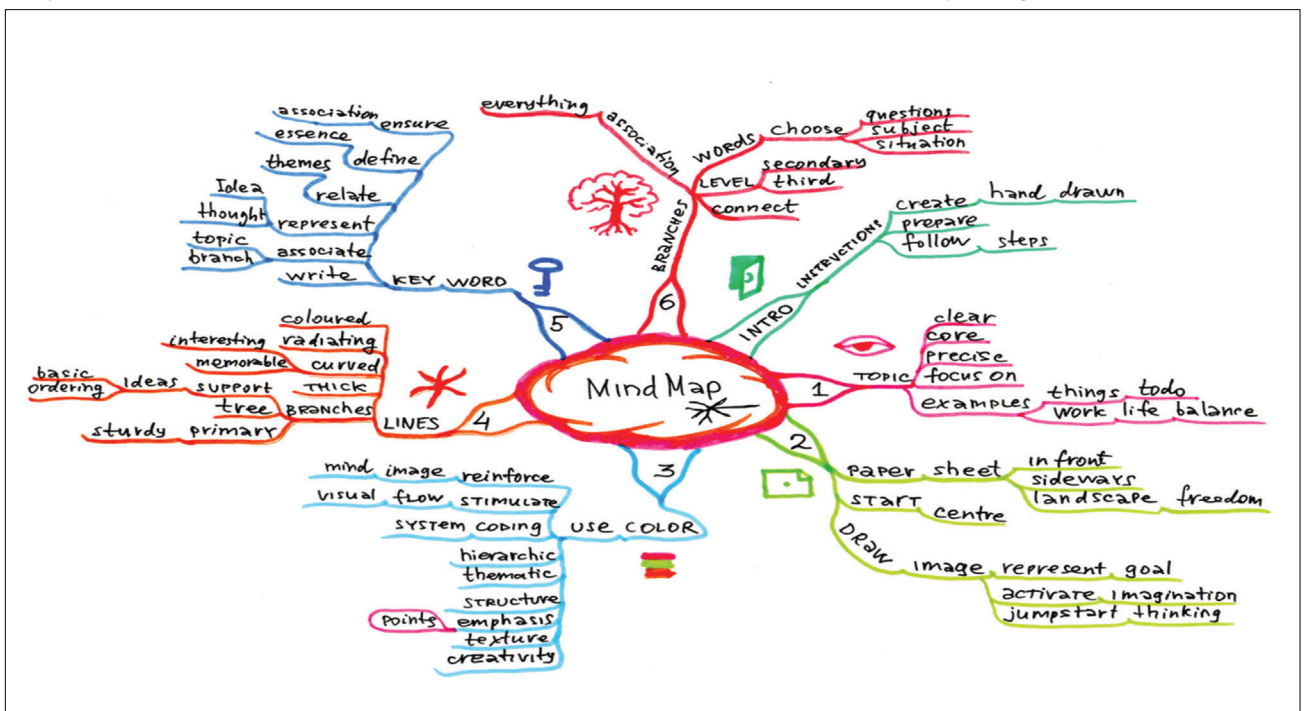 Mind Map
INTRO INSTRUCTIONS
create hand drawn
prepare
follow steps
1 TOPIC
clear
core
precise
focus on
examples
things todo
work life balance
2
paper sheet
in front
sideways
landscape freedom
START centre
DRAW image represent goal
activate imagination
jumpstart thinking
3
USE COLOR
mind image reinforce
visual flow STIMULATE
SYSTEM CODING
hierarchic
thematic
STRUCTURE
points emphasis
texture
creativity
4 LINES
coloured
radiating
interesting
memorable curved
THICK
basic
ordering Ideas support
tree BRANCHES
sturdy primary
5
KEY WORD
association ensure
essence define
themes relate
Idea
thought represent
topic
branch associate
write
6 BRANCHES
everything association
WORDS choose
questions
subject
situation
LEVEL
secondary
third
connect